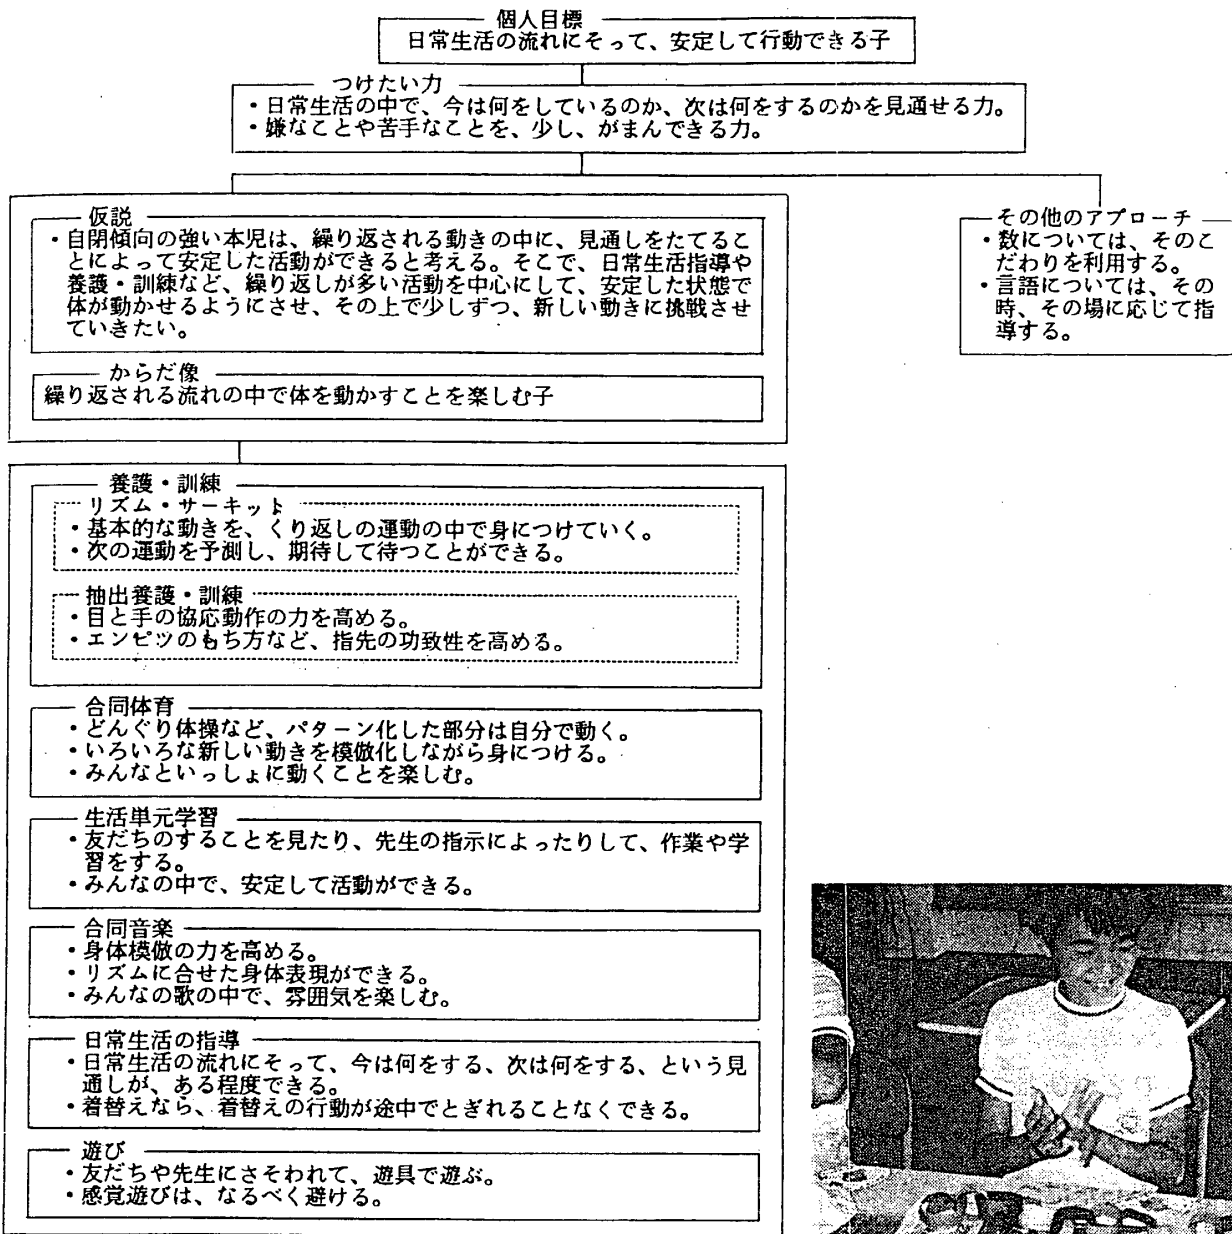 個人目標
日常生活の流れにそって、安定して行動できる子
つけたい力
・日常生活の中で、今は何をしているのか、次は何をするのかを見通せる力。
・嫌なことや苦手なことを、少し、がまんできる力。
仮説
・自閉傾向の強い本児は、繰り返される動きの中に、見通しをたてるこ
とによって安定した活動ができると考える。そこで、日常生活指導や
養護・訓練など、繰り返しが多い活動を中心にして、安定した状態で
体が動かせるようにさせ、その上で少しずつ、新しい動きに挑戦させ
ていきたい。
からだ像
繰り返される流れの中で体を動かすことを楽しむ子
その他のアプローチ
・数については、そのこ
だわりを利用する。
・言語については、その
時、その場に応じて指
導する。
養護・訓練
リズム・サーキット
・基本的な動きを、くり返しの運動の中で身につけていく。
・次の運動を予測し、期待して待つことができる。
抽出養護・訓練
・目と手の協応動作の力を高める。
・エンピツのもち方など、指先の功致性を高める。
合同体育
・どんぐり体操など、パターン化した部分は自分で動く。
・いろいろな新しい動きを模倣化しながら身につける。
・みんなといっしょに動くことを楽しむ。
生活単元学習
・友だちのすることを見たり、先生の指示によったりして、作業や学
習をする。
・みんなの中で、安定して活動ができる。
合同音楽
・身体模倣の力を高める。
・リズムに合せた身体表現ができる。
・みんなの歌の中で、雰囲気を楽しむ。
日常生活の指導
・日常生活の流れにそって、今は何をする、次は何をする、という見
通しが、ある程度できる。
・着替えなら、着替えの行動が途中でとぎれることなくできる。
遊び
・友だちや先生にさそわれて、遊具で遊ぶ。
・感覚遊びは、なるべく避ける。